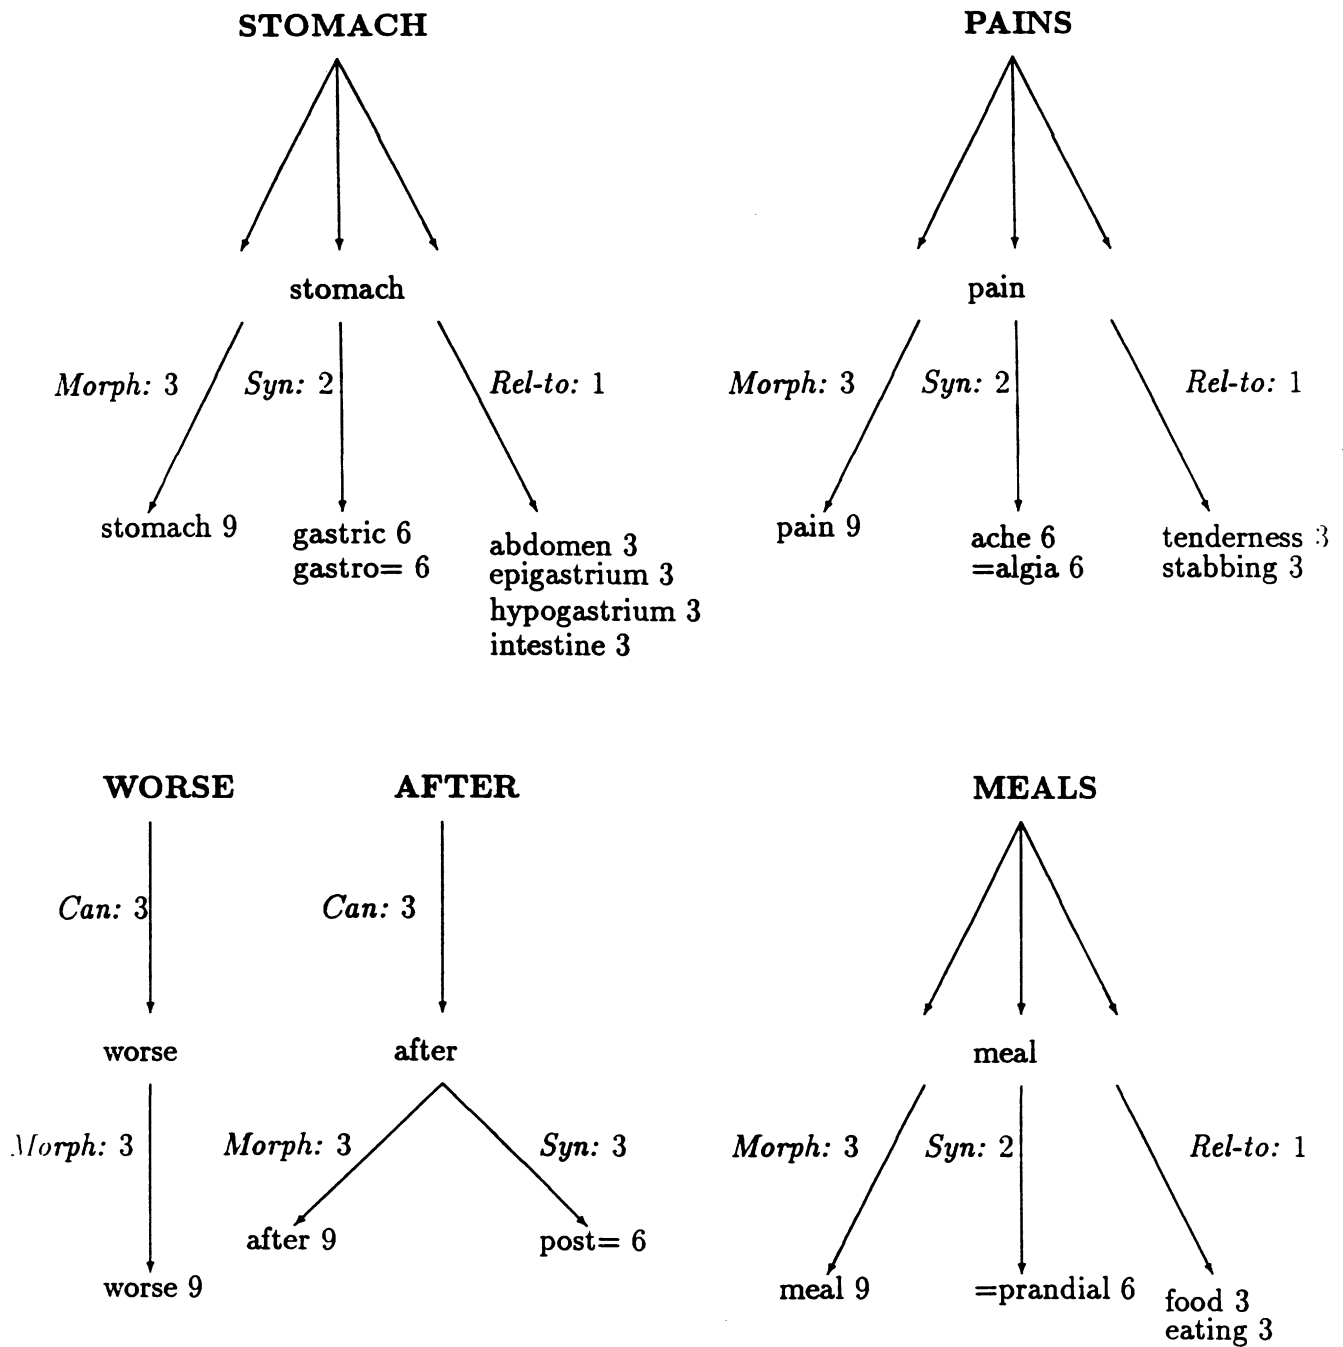 STOMACH
PAINS
stomach
pain
Morph: 3
Syn: 2
Rel-to: 1
Morph: 3
Syn: 2
Rel-to: 1
stomach 9
gastric 6
gastro= 6
abdomen 3
epigastrium 3
hypogastrium 3
intestine 3
pain 9
ache 6
=algia 6
tenderness 3
stabbing 3
WORSE
AFTER
MEALS
Can: 3
Can: 3
worse
after
meal
Morph: 3
Morph: 3
Syn: 3
Morph: 3
Syn: 2
Rel-to: 1
after 9
post= 6
worse 9
meal 9
=prandial 6
food 3
eating 3